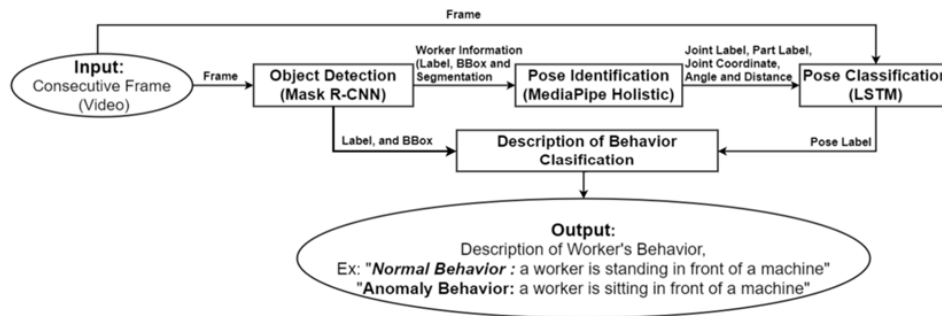 Frame
Input:
Consecutive Frame
(Video)
Frame
Object Detection
(Mask R-CNN)
Worker Information
(Label, BBox and
Segmentation
Pose Identification
(MediaPipe Holistic)
Joint Label, Part Label,
Joint Coordinate,
Angle and Distance
Pose Classification
(LSTM)
Label, and BBox
Description of Behavior
Clasification
Pose Label
Output:
Description of Worker's Behavior,
Ex: "Normal Behavior : a worker is standing in front of a machine"
"Anomaly Behavior: a worker is sitting in front of a machine"